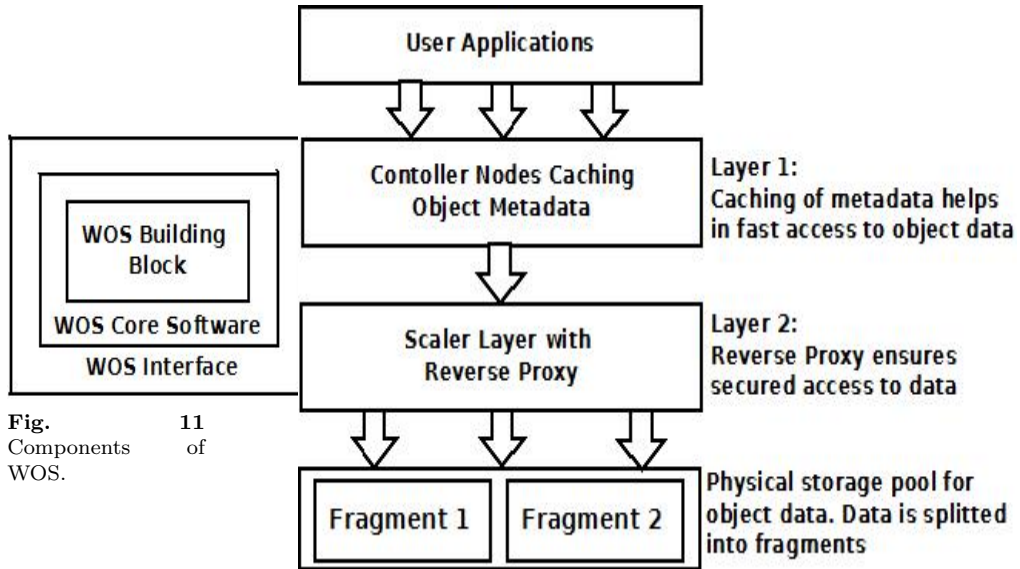 WOS Building
Block
WOS Core Software
WOS Interface
Fig. 11
Components of
WOS.
User Applications
Contoller Nodes Caching
Object Metadata
Layer 1:
Caching of metadata helps
in fast access to object data
Scaler Layer with
Reverse Proxy
Layer 2:
Reverse Proxy ensures
secured access to data
Fragment 1
Fragment 2
Physical storage pool for
object data. Data is splitted
into fragments